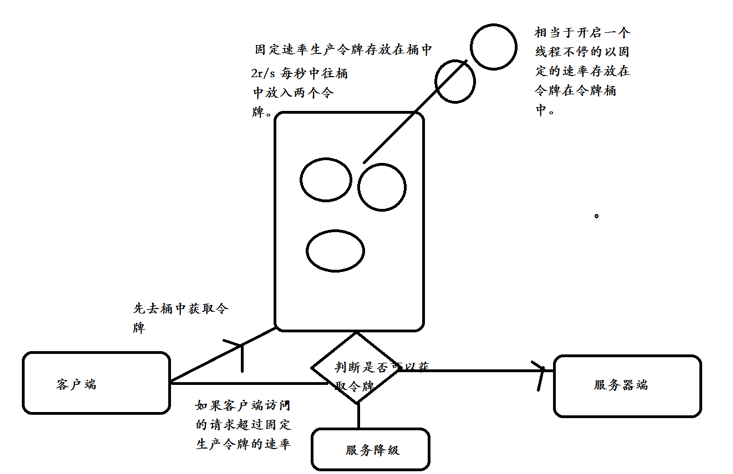 固定速率生产令牌存放在桶中
2r/s 每秒中往桶
中放入两个令
牌。
相当于开启一个
线程不停的以固
定的速率存放在
令牌在令牌桶
中。
。
先去桶中获取令
牌
客户端
判断是否可以获
取令牌
服务器端
如果客户端访问
的请求超过固定
生产令牌的速率
服务降级